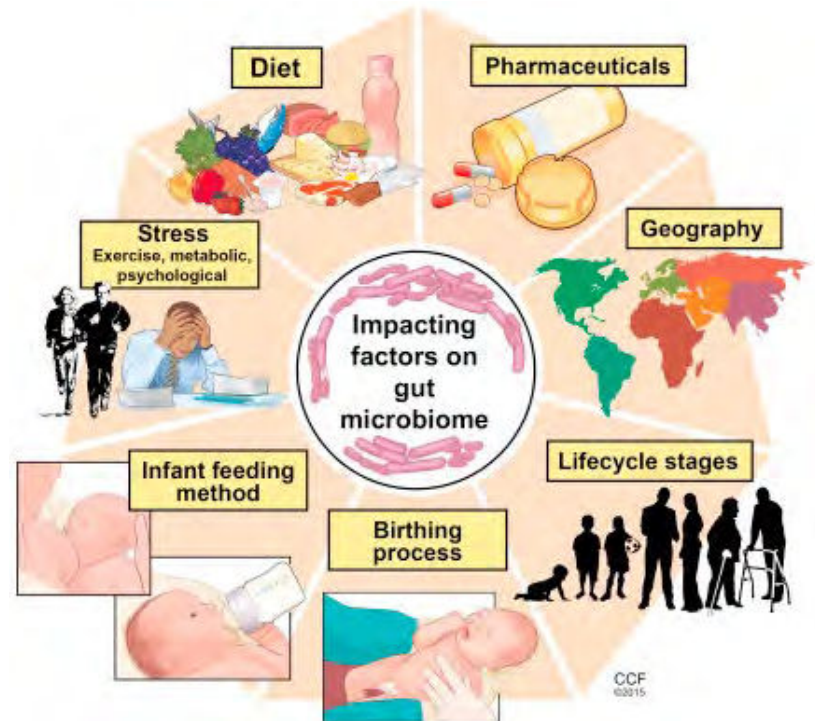 Diet
Pharmaceuticals
Stress
Exercise, metabolic,
psychological
Geography
Impacting
factors on
gut
microbiome
Infant feeding
method
Lifecycle stages
Birthing
process
CCF
©2015